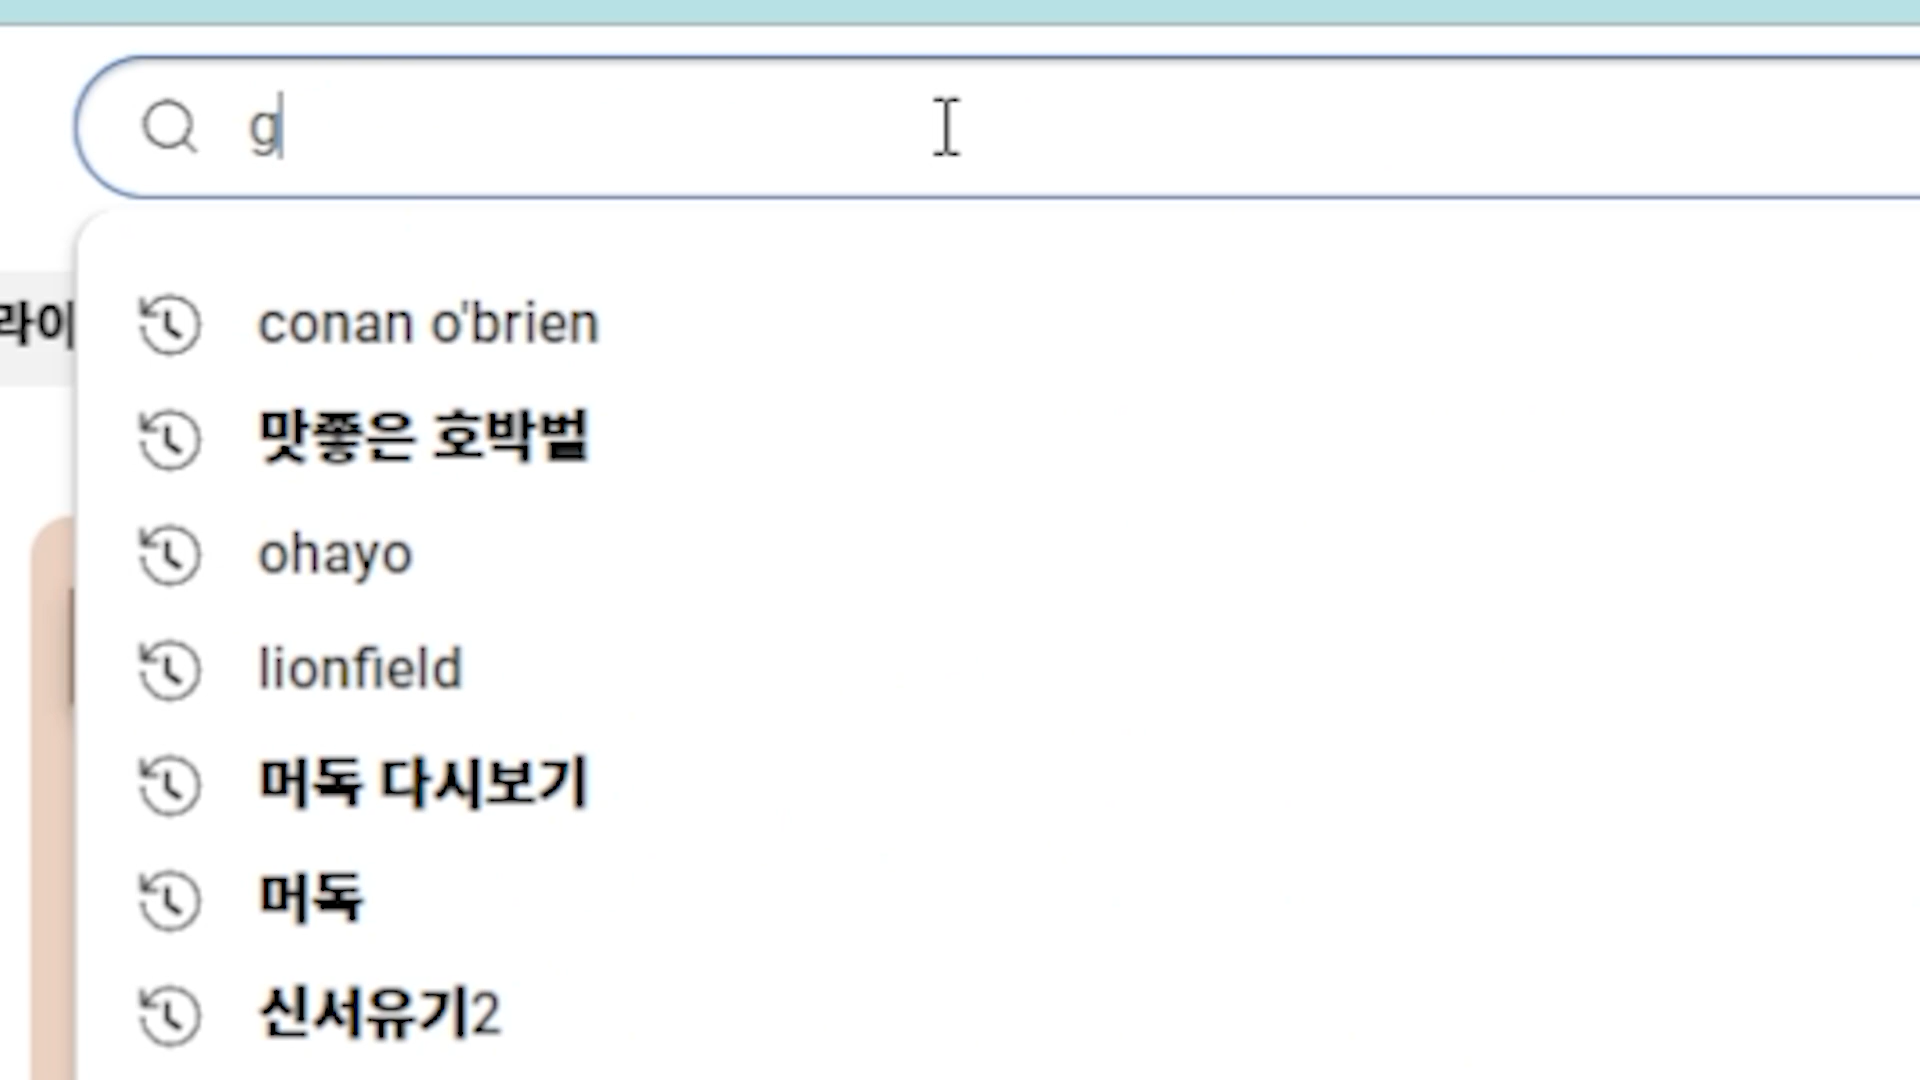 g
라이
conan o'brien
맛쫗은 호박벌
ohayo
lionfield
머독 다시보기
머독
신서유기2